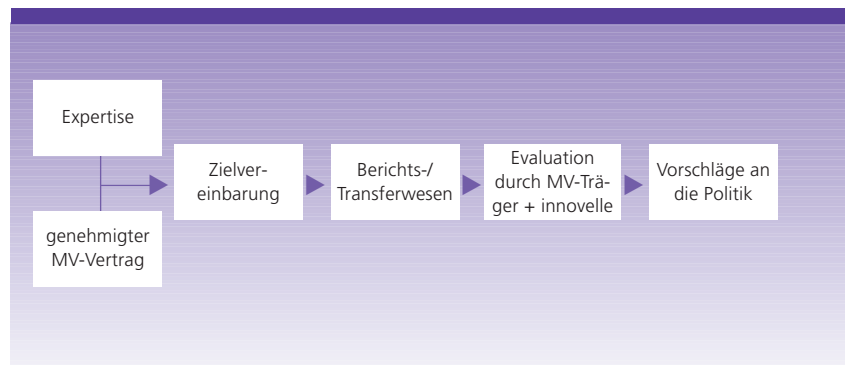 Expertise
genehmigter
MV-Vertrag
Zielver-
einbarung
Berichts-/
Transferwesen
Evaluation
durch MV-Trä-
ger + innovelle
Vorschläge an
die Politik